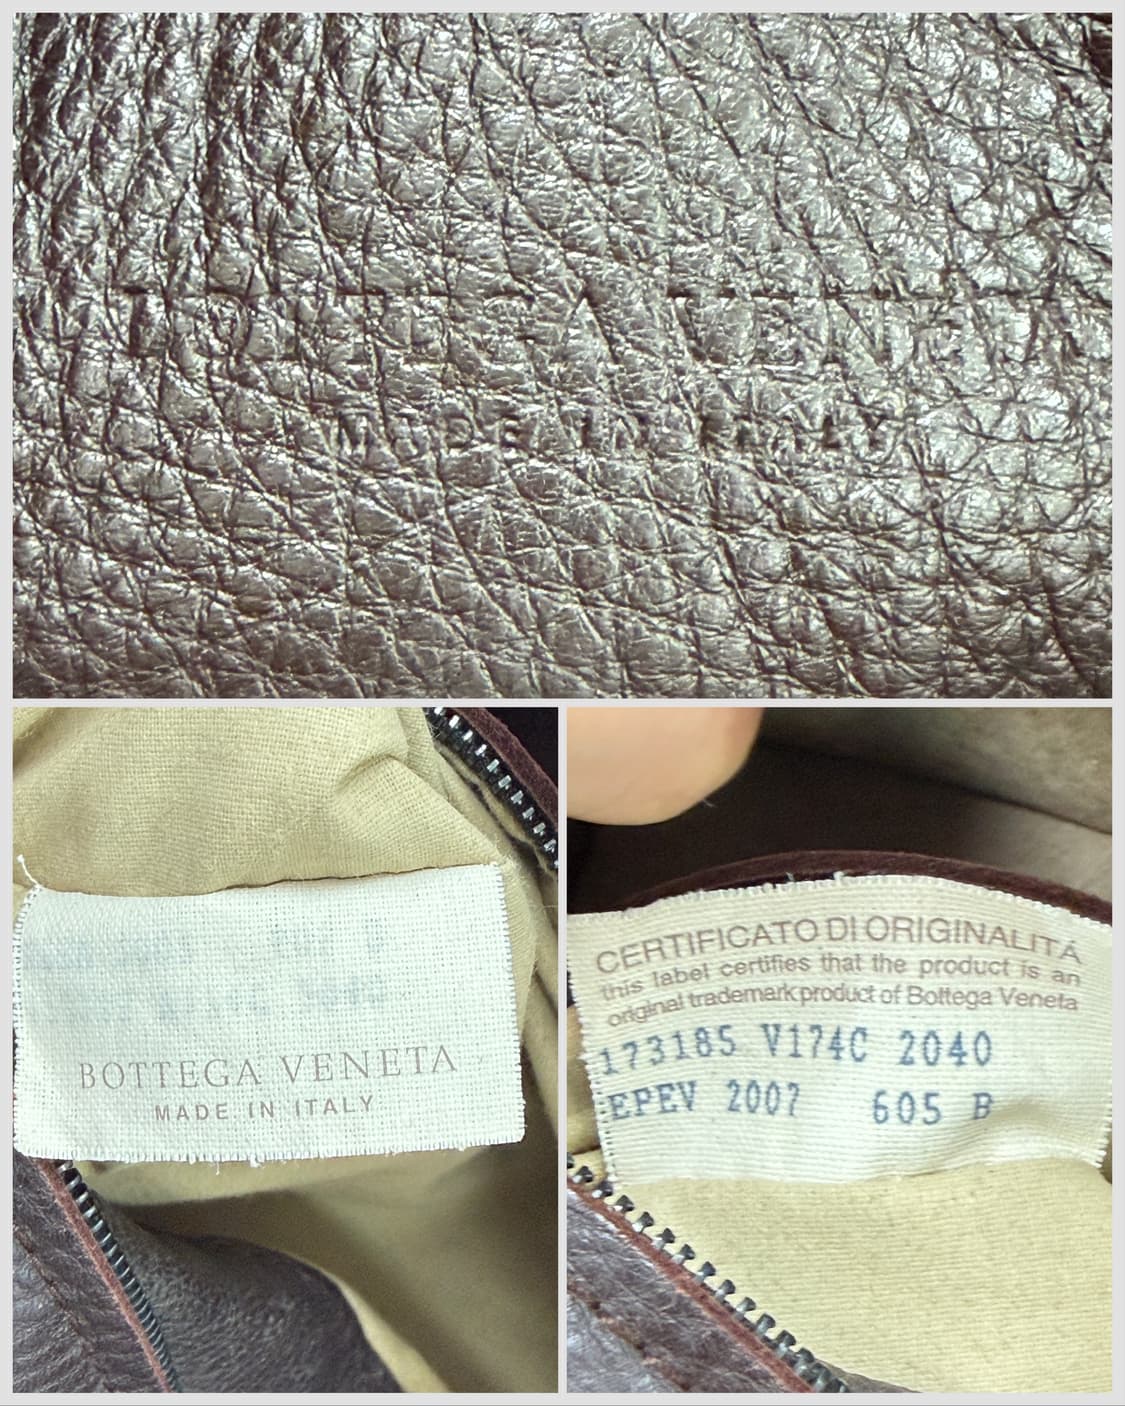 BOTTEGA VENETA
MADE IN ITALY
BOTTEGA VENETA
MADE IN ITALY
CERTIFICATO DI ORIGINALITÁ
this label certifies that the product is an
original trademark product of Bottega Veneta
173185 V174C 2040
EPEV 2007 605 B